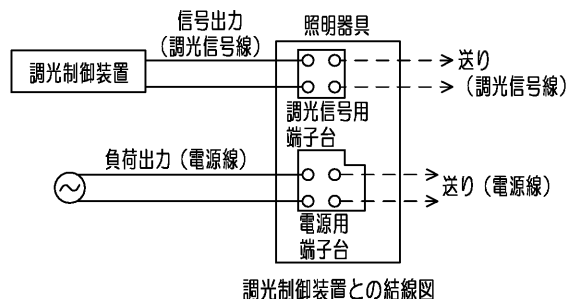 信号出力
(調光信号線)
照明器具
調光制御装置
送り
(調光信号線)
調光信号用
端子台
負荷出力(電源線)
送り(電源線)
電源用
端子台
調光制御装置との結線図